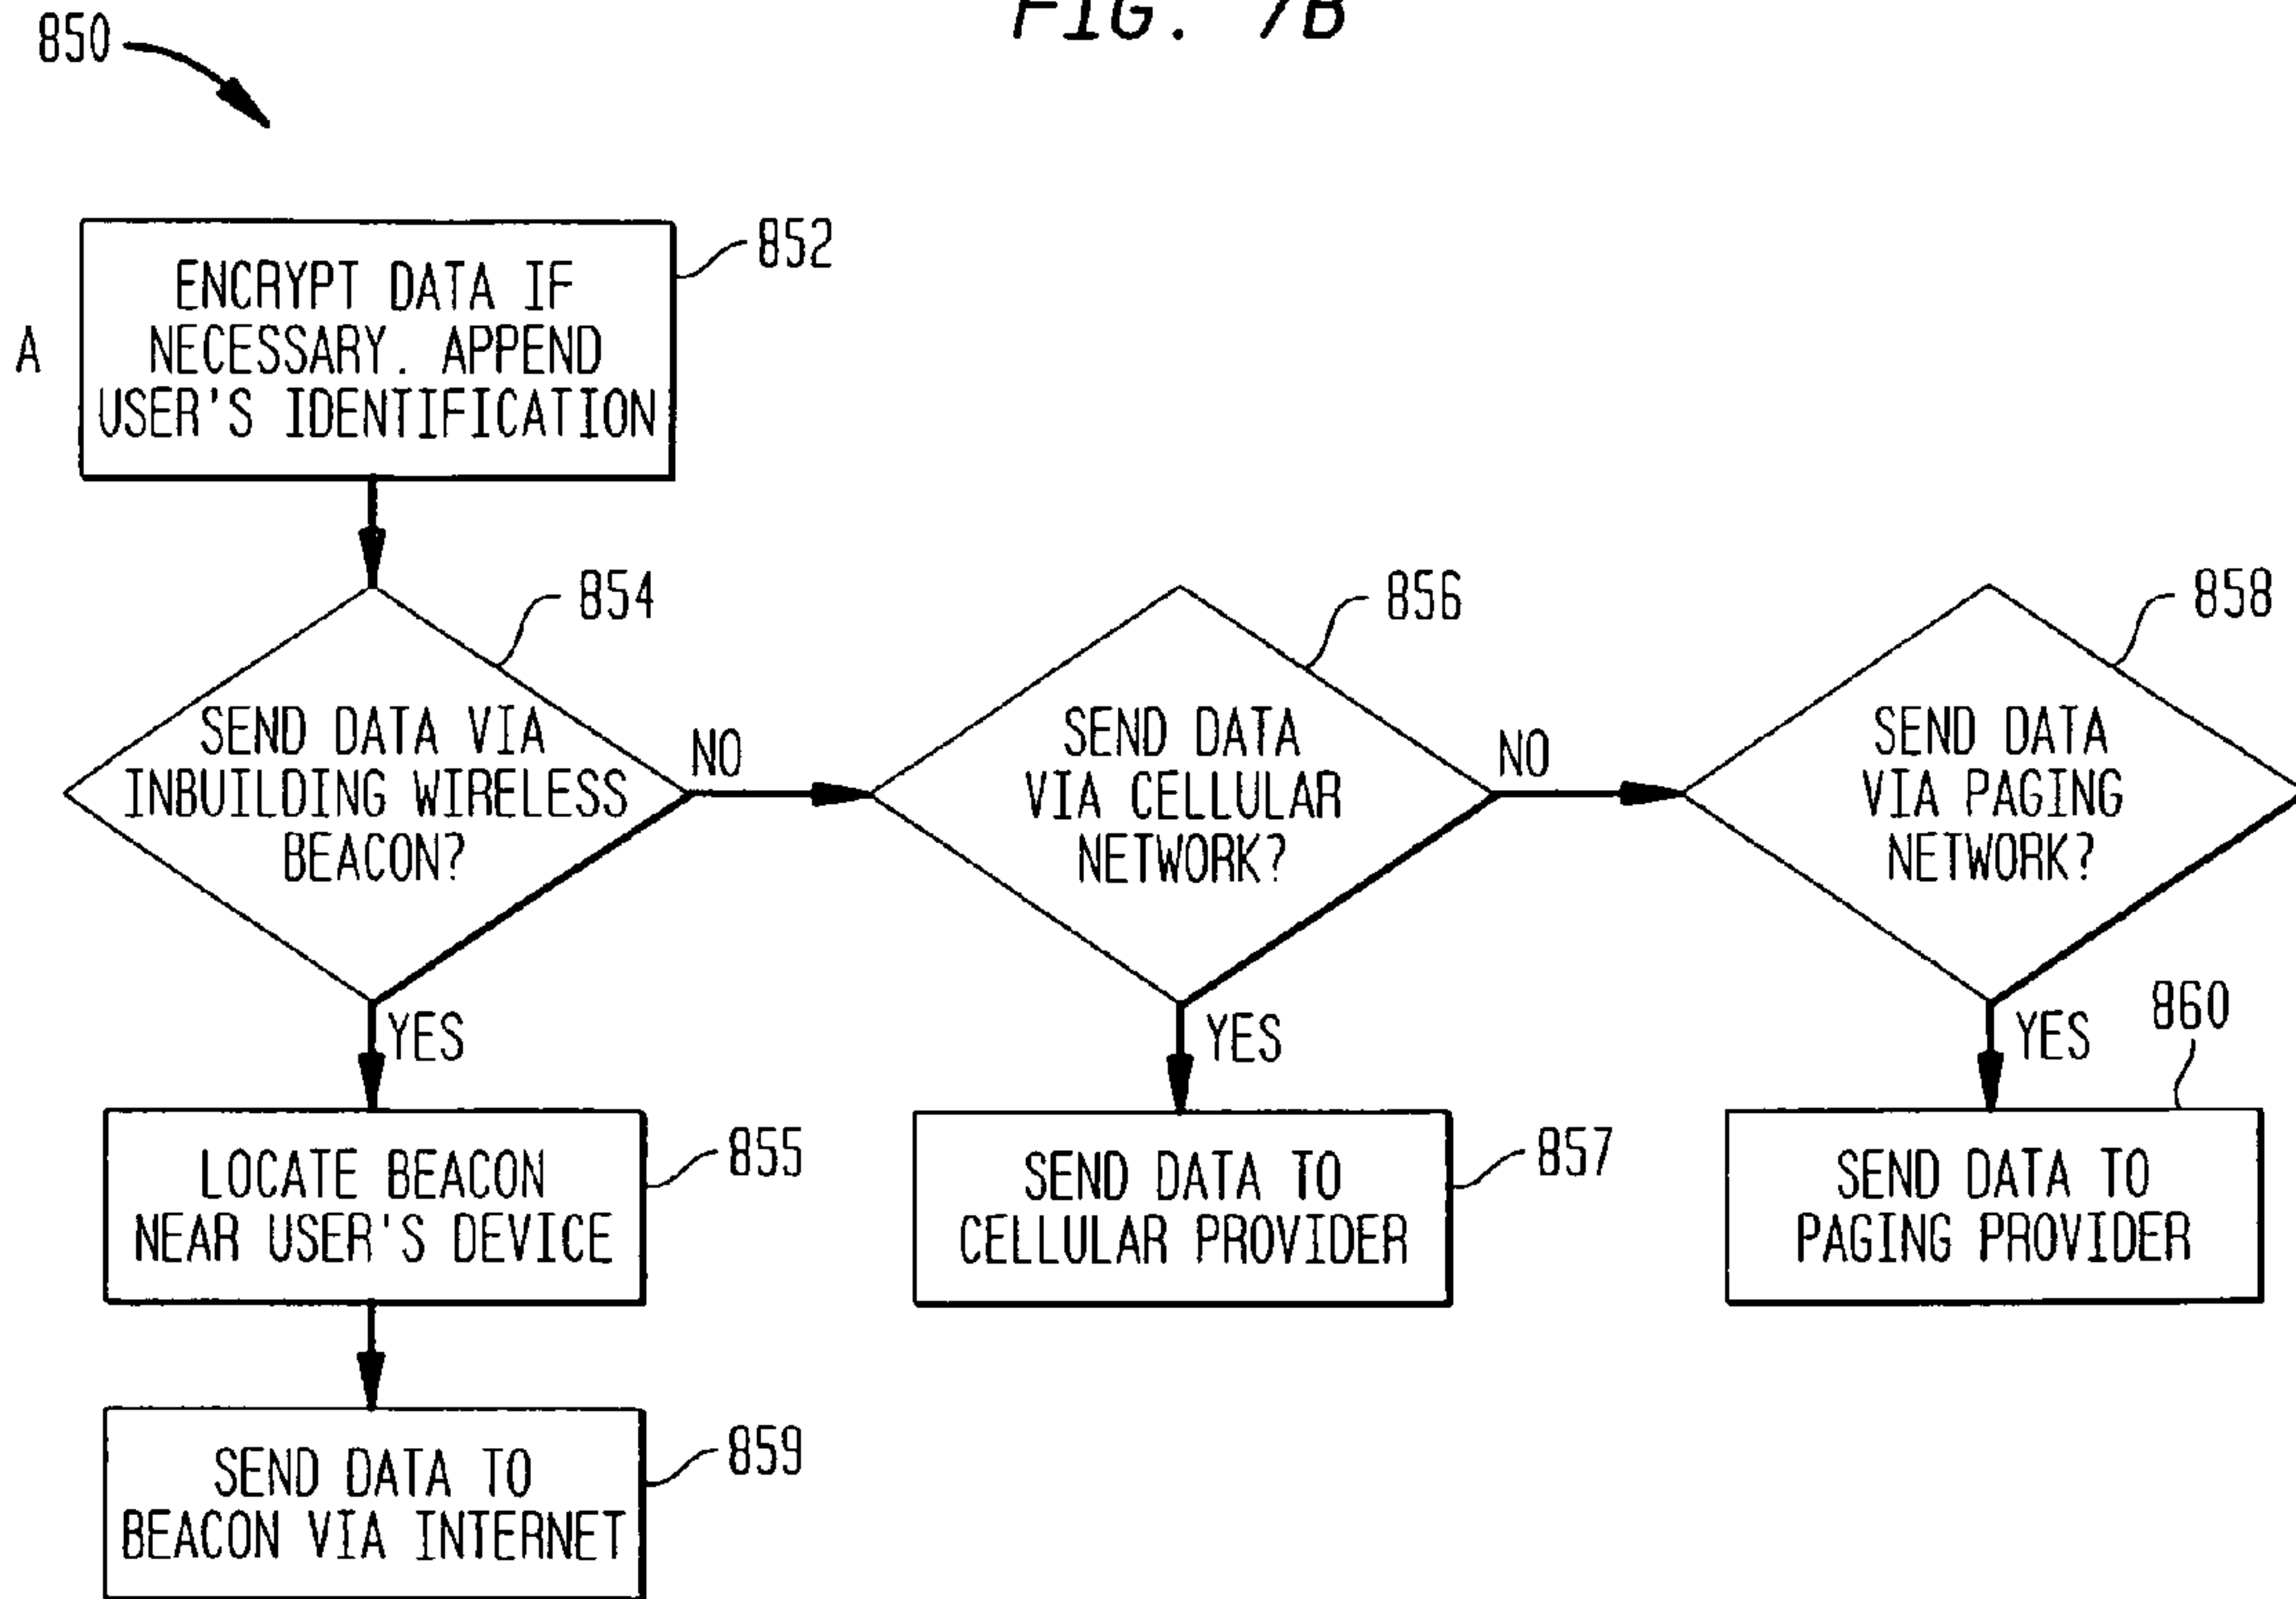 FIG. 7B
850
852
ENCRYPT DATA IF
NECESSARY. APPEND
USER'S IDENTIFICATION
A
854
856
858
SEND DATA VIA
INBUILDING WIRELESS
BEACON?
NO
SEND DATA
VIA CELLULAR
NETWORK?
NO
SEND DATA
VIA PAGING
NETWORK?
YES
YES
YES
860
LOCATE BEACON
NEAR USER'S DEVICE
855
SEND DATA TO
CELLULAR PROVIDER
857
SEND DATA TO
PAGING PROVIDER
SEND DATA TO
BEACON VIA INTERNET
859